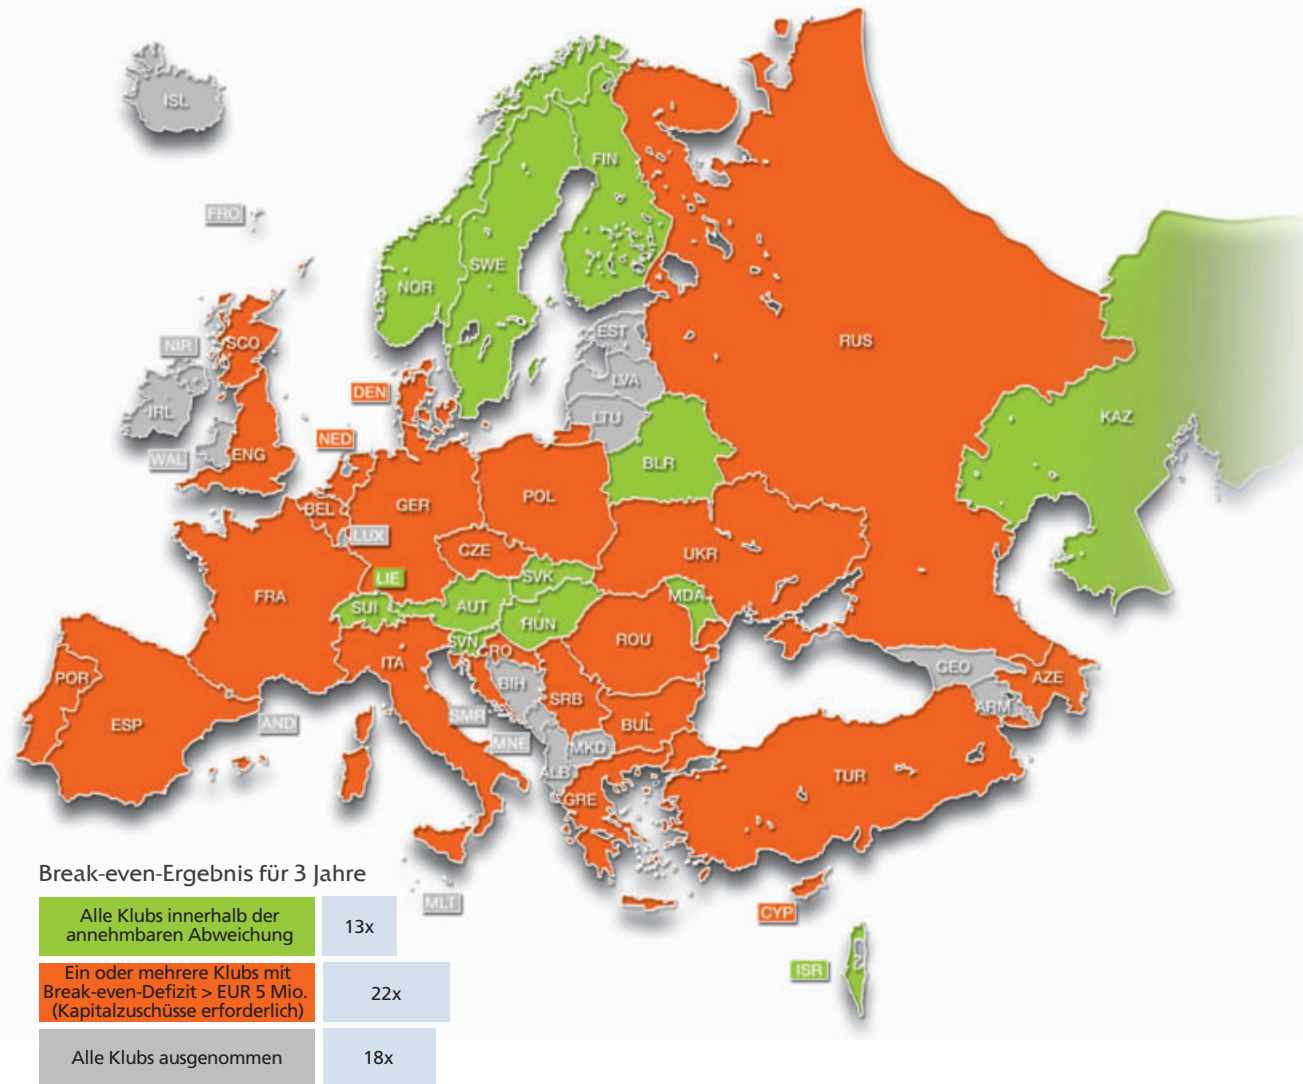 ISL
FIN
FRO
SWE
NOR
EST
RUS
NIR
SCO
LVA
DEN
IRL
LTU
KAZ
NED
WAL
ENG
BLR
POL
GER
BEL
LUX
CZE
UKR
LIE
SVK
FRA
MDA
SUI
AUT
HUN
ROU
SVN
CRO
ITA
GEO
POR
AZE
BIH
SRB
ARM
SMR
ESP
AND
BUL
MNE
MKD
ALB
TUR
GRE
Break-even-Ergebnis für 3 Jahre
MLT
CYP
Alle Klubs innerhalb der
annehmbaren Abweichung
13x
ISR
Ein oder mehrere Klubs mit
Break-even-Defizit > EUR 5 Mio.
(Kapitalzuschüsse erforderlich)
22x
Alle Klubs ausgenommen
18x